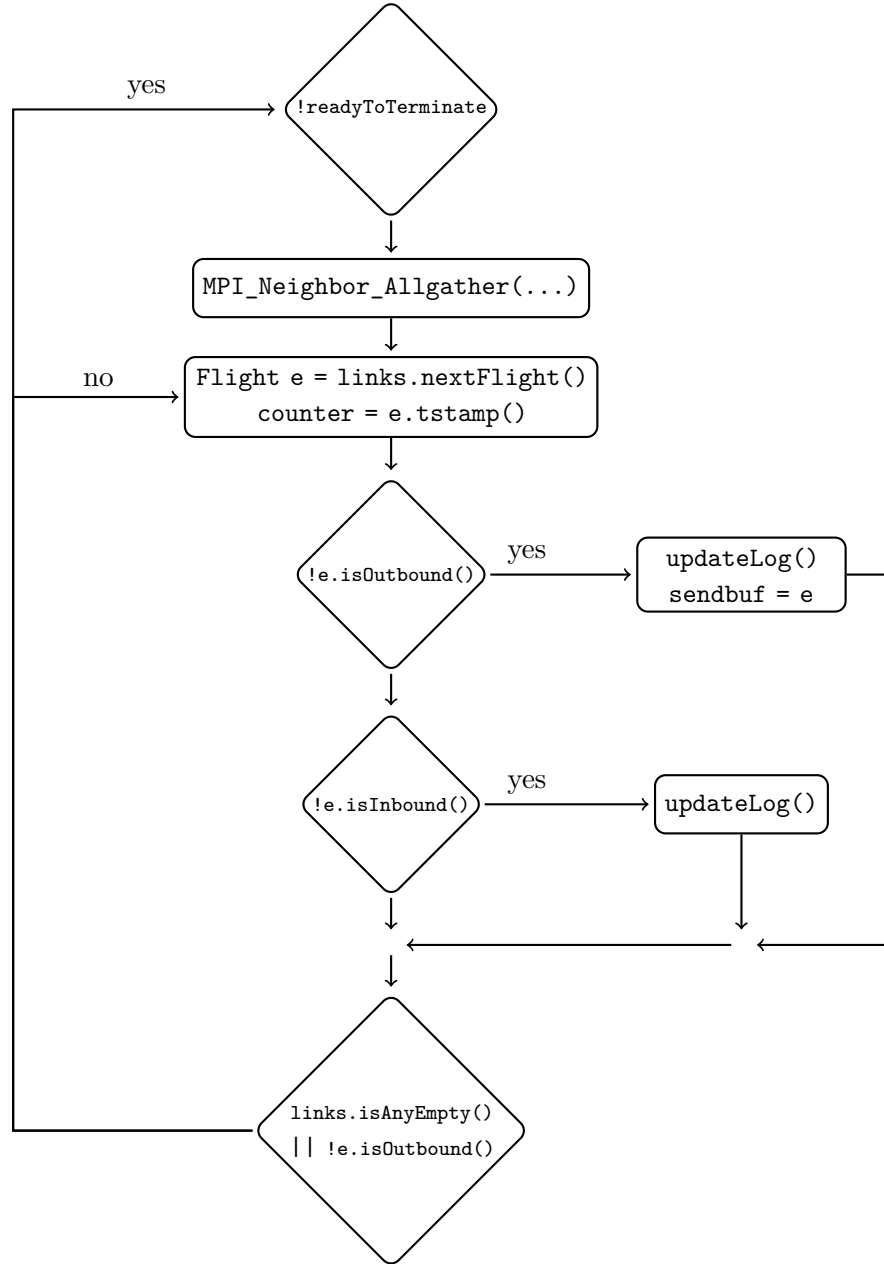 yes
!readyToTerminate
MPI_Neighbor_Allgather(...)
no
Flight e = links.nextFlight()
counter = e.tstamp()
!e.isOutbound()
yes
updateLog()
sendbuf = e
!e.isInbound()
yes
updateLog()
links.isAnyEmpty()
|| !e.isOutbound()